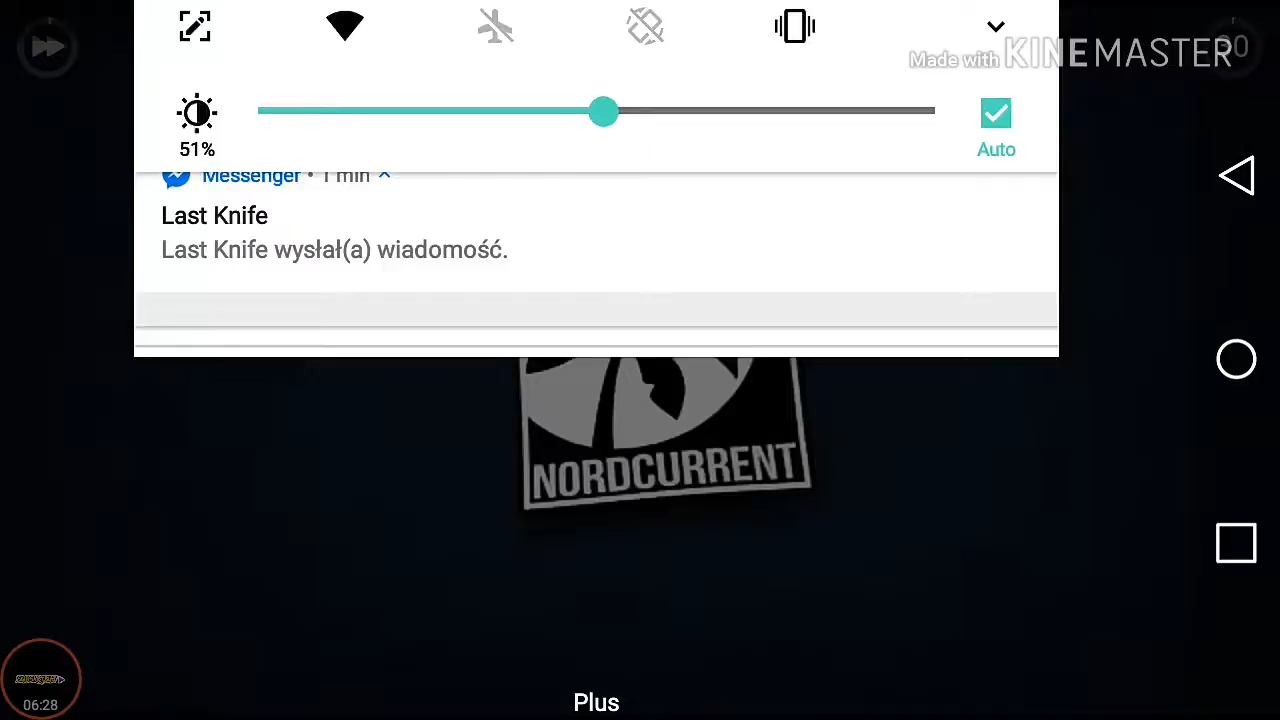 Made with KINEMASTER
51%
Auto
Messenger • 1 min
Last Knife
Last Knife wysłał(a) wiadomość.
NORDCURRENT
06:28
Plus